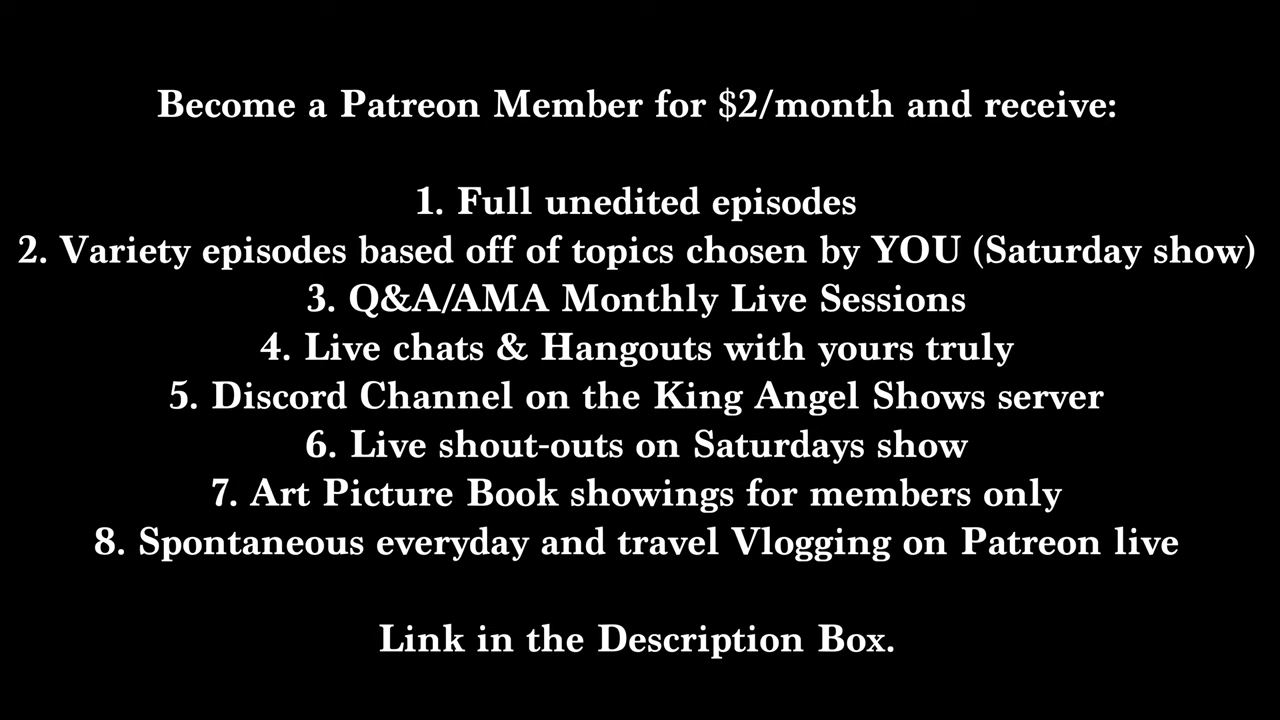 Become a Patreon Member for $2/month and receive:
1. Full unedited episodes
2. Variety episodes based off of topics chosen by YOU (Saturday show)
3. Q&A/AMA Monthly Live Sessions
4. Live chats & Hangouts with yours truly
5. Discord Channel on the King Angel Shows server
6. Live shout-outs on Saturdays show
7. Art Picture Book showings for members only
8. Spontaneous everyday and travel Vlogging on Patreon live
Link in the Description Box.